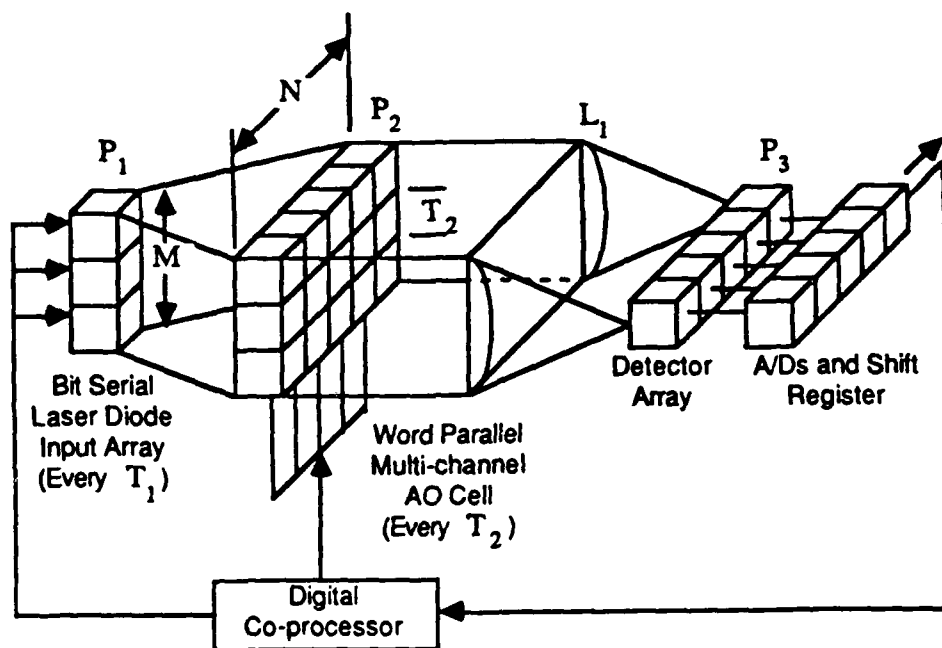 N
P2
L1
P1
P3
T2
M
Bit Serial
Laser Diode
Input Array
(Every T1)
Word Parallel
Multi-channel
AO Cell
(Every T2)
Detector
Array
A/Ds and Shift
Register
Digital
Co-processor